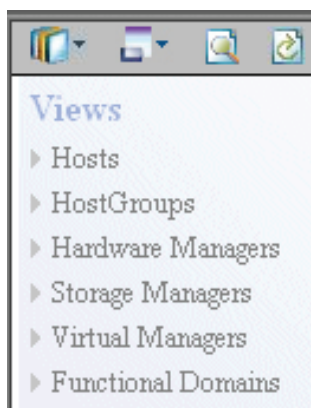 Views
Hosts
HostGroups
Hardware Managers
Storage Managers
Virtual Managers
Functional Domains